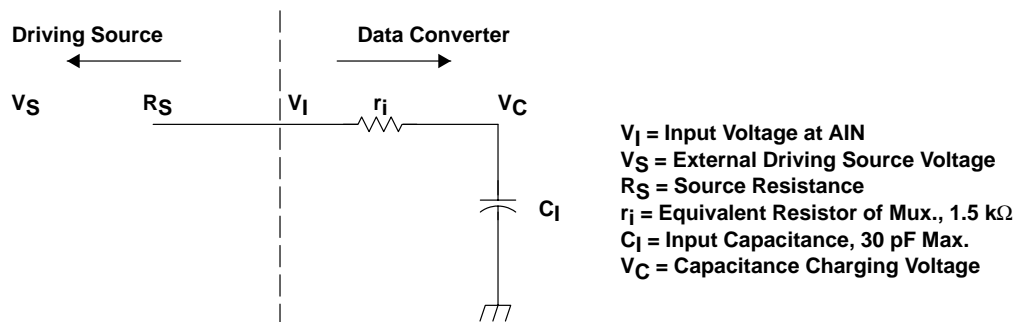 Driving Source
Data Converter
VS
RS
VI
ri
VC
CI
VI = Input Voltage at AIN
VS = External Driving Source Voltage
RS = Source Resistance
ri = Equivalent Resistor of Mux., 1.5 kΩ
CI = Input Capacitance, 30 pF Max.
VC = Capacitance Charging Voltage